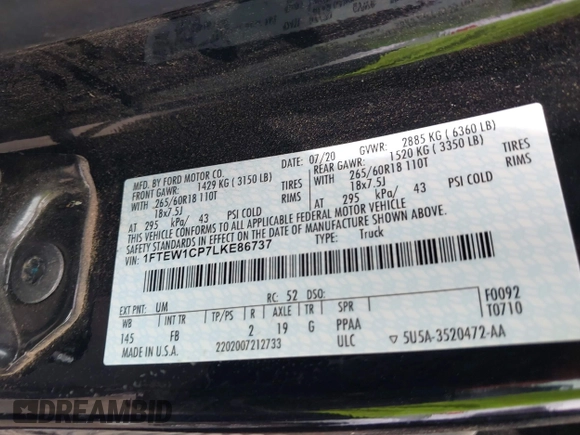 MFD. BY FORD MOTOR CO. DATE: 07/20 GVWR: 2885 KG ( 6360 LB)
FRONT GAWR: 1429 KG ( 3150 LB) REAR GAWR: 1520 KG ( 3350 LB)
WITH 265/60R18 110T TIRES WITH 265/60R18 110T TIRES
18x7.5J RIMS 18x7.5J RIMS
AT 295 kPa/ 43 PSI COLD AT 295 kPa/ 43 PSI COLD
THIS VEHICLE CONFORMS TO ALL APPLICABLE FEDERAL MOTOR VEHICLE
SAFETY STANDARDS IN EFFECT ON THE DATE OF MANUFACTURE SHOWN ABOVE.
VIN: 1FTEW1CP7LKE86737 TYPE: Truck
EXT PNT: UM RC: 52 DSO: F0092
WB INT TR R AXLE TR SPR T0710
145 FB 2 19 G PPAA
MADE IN U.S.A. 2202007212733 ULC ▽ 5U5A-3520472-AA
DREAMBID